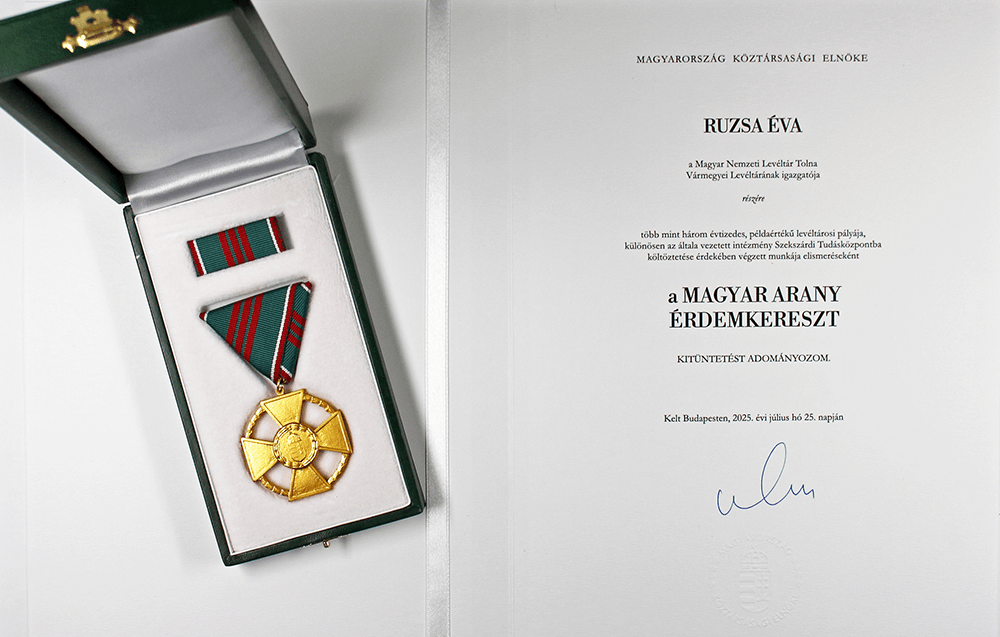 MAGYARORSZÁG KÖZTÁRSASÁGI ELNÖKE
RUZSA ÉVA
a Magyar Nemzeti Levéltár Tolna
Vármegyei Levéltárának igazgatója
részére
több mint három évtizedes, példaértékű levéltárosi pályája,
különösen az általa vezetett intézmény Szekszárdi Tudásközpontba
költöztetése érdekében végzett munkája elismeréseként
a MAGYAR ARANY
ÉRDEMKERESZT
KITÜNTETÉST ADOMÁNYOZOM.
Kelt Budapesten, 2025. évi július hó 25. napján